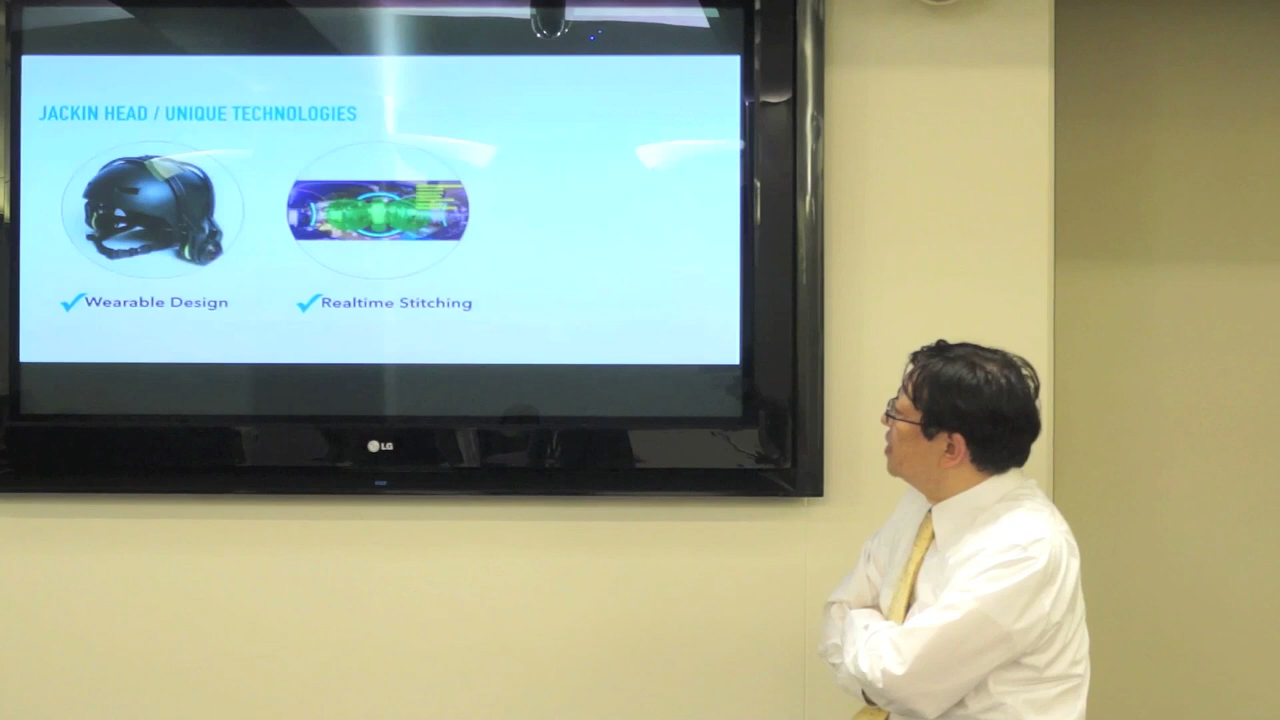 JACKIN HEAD / UNIQUE TECHNOLOGIES
Wearable Design
Realtime Stitching
LG